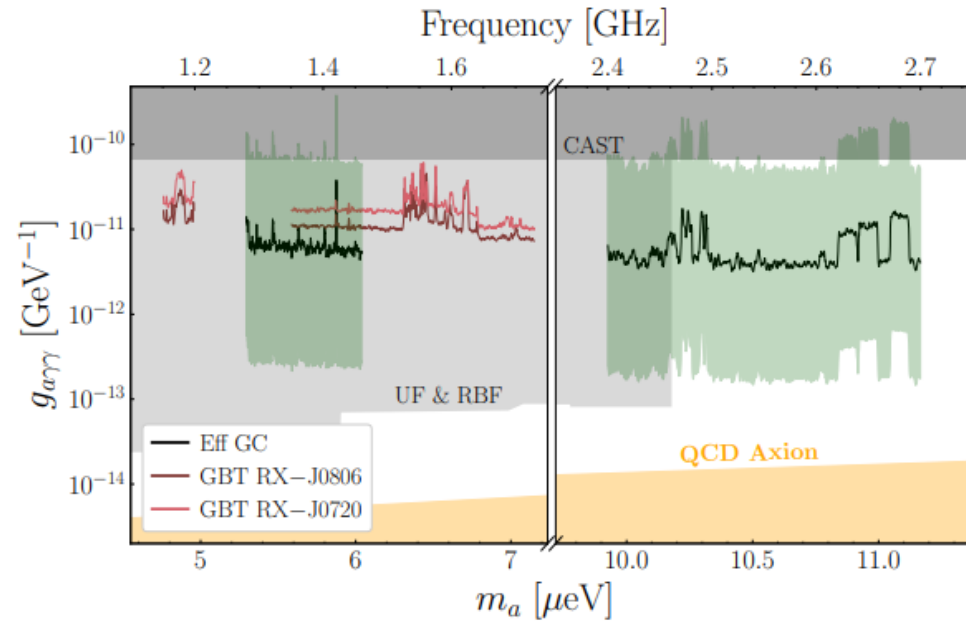 Frequency [GHz]
1.2 1.4 1.6 2.4 2.5 2.6 2.7
10⁻¹⁰
10⁻¹¹
10⁻¹²
10⁻¹³
10⁻¹⁴
g_{aγγ} [GeV⁻¹]
CAST
UF & RBF
QCD Axion
Eff GC
GBT RX−J0806
GBT RX−J0720
5 6 7 10.0 10.5 11.0
m_a [μeV]